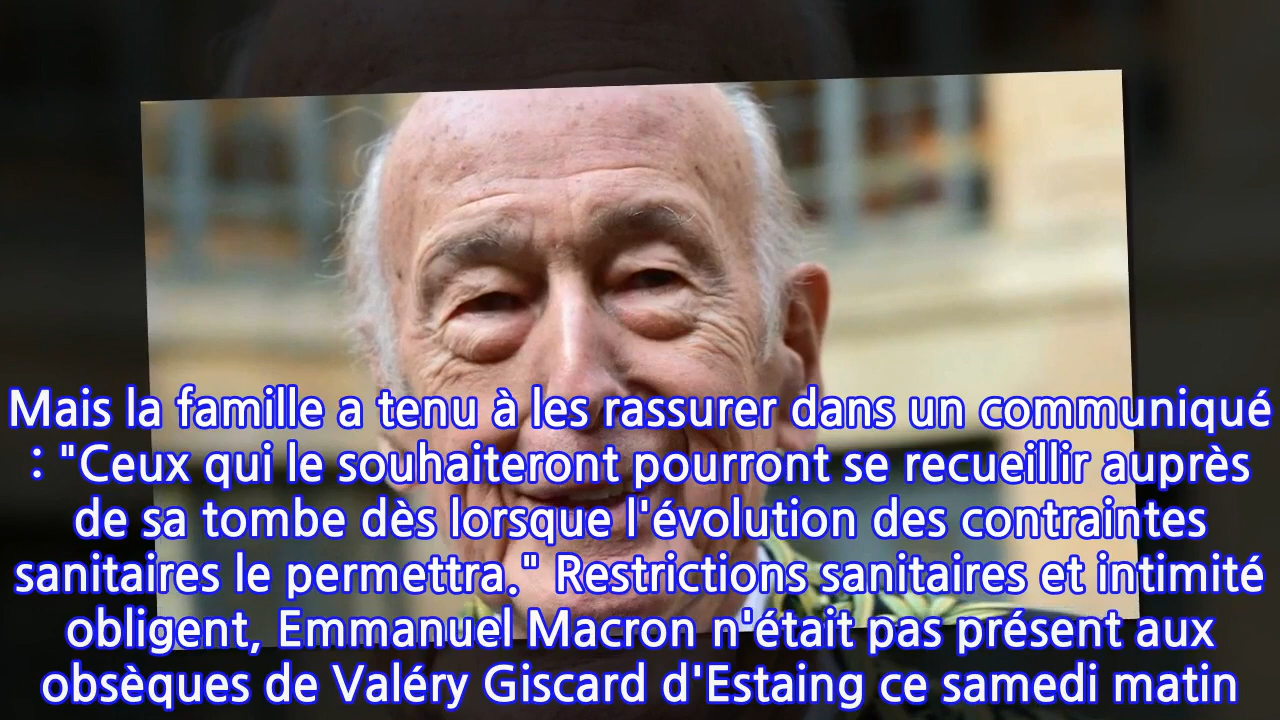 Mais la famille a tenu à les rassurer dans un communiqué
: "Ceux qui le souhaiteront pourront se recueillir auprès
de sa tombe dès lorsque l'évolution des contraintes
sanitaires le permettra." Restrictions sanitaires et intimité
obligent, Emmanuel Macron n'était pas présent aux
obsèques de Valéry Giscard d'Estaing ce samedi matin